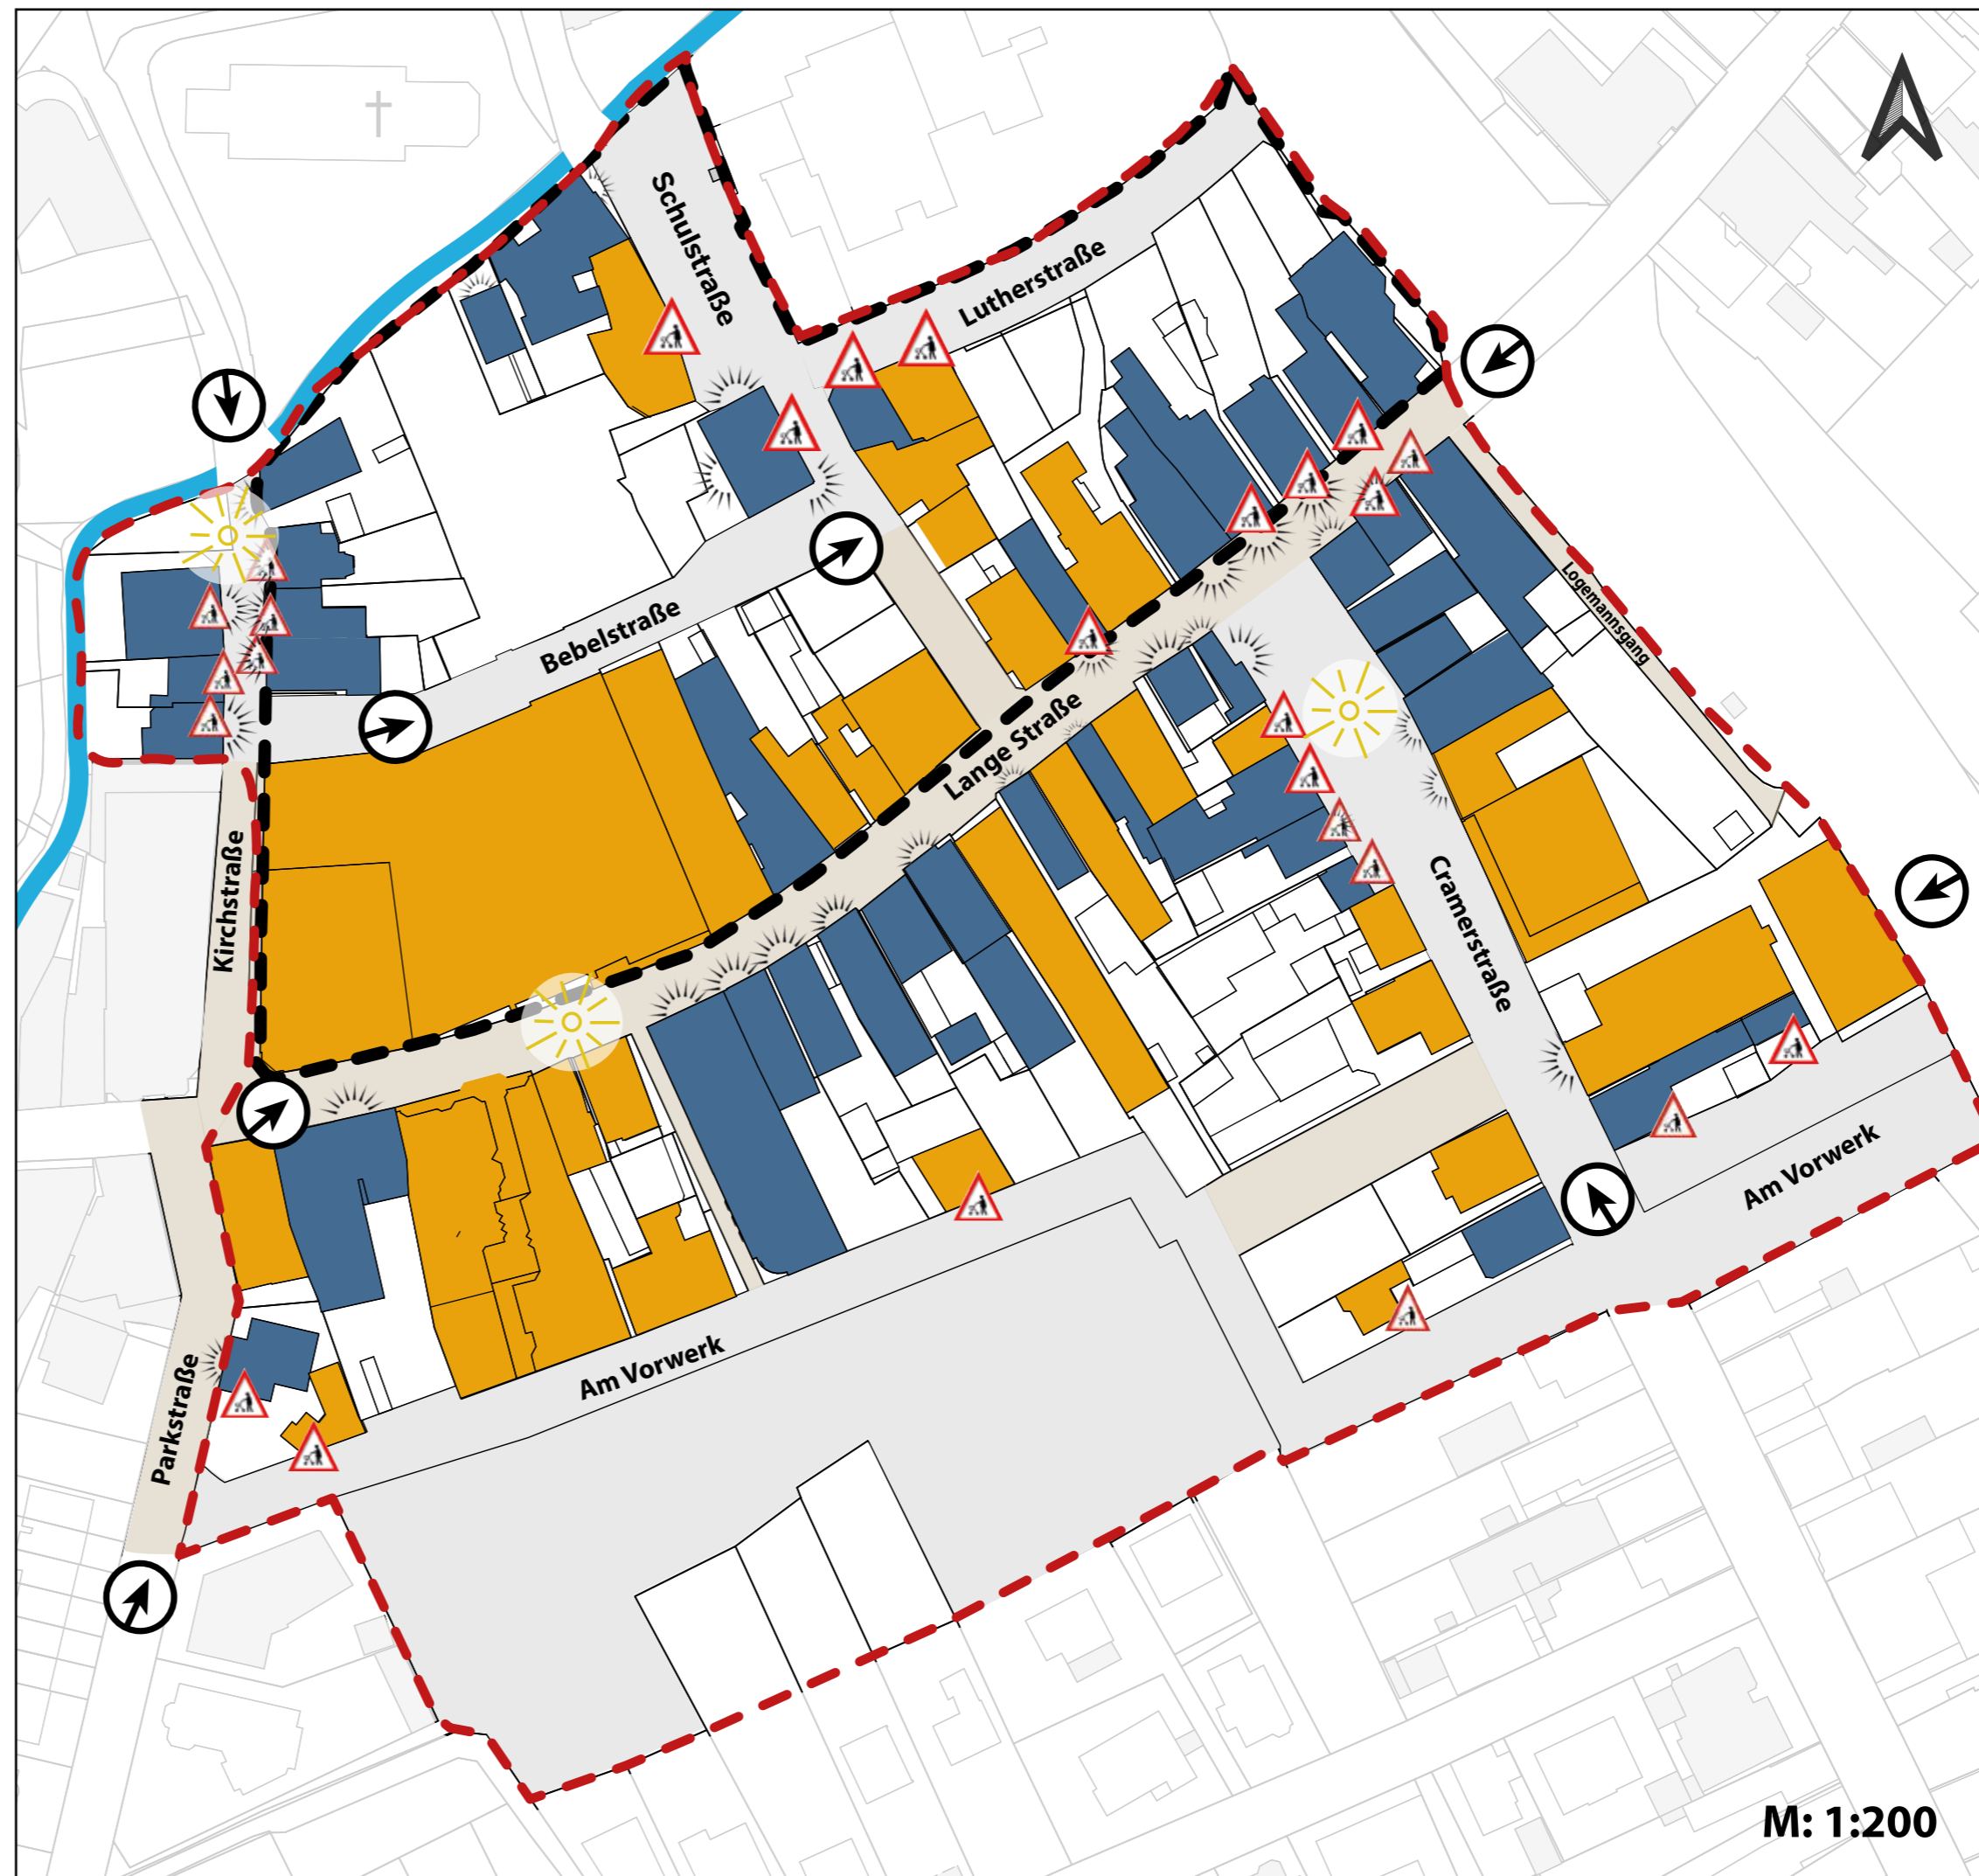 Schulstraße
Lutherstraße
Bebelstraße
Logemannsgang
Lange Straße
Kirchstraße
Cramerstraße
Am Vorwerk
Am Vorwerk
Parkstraße
M: 1:200